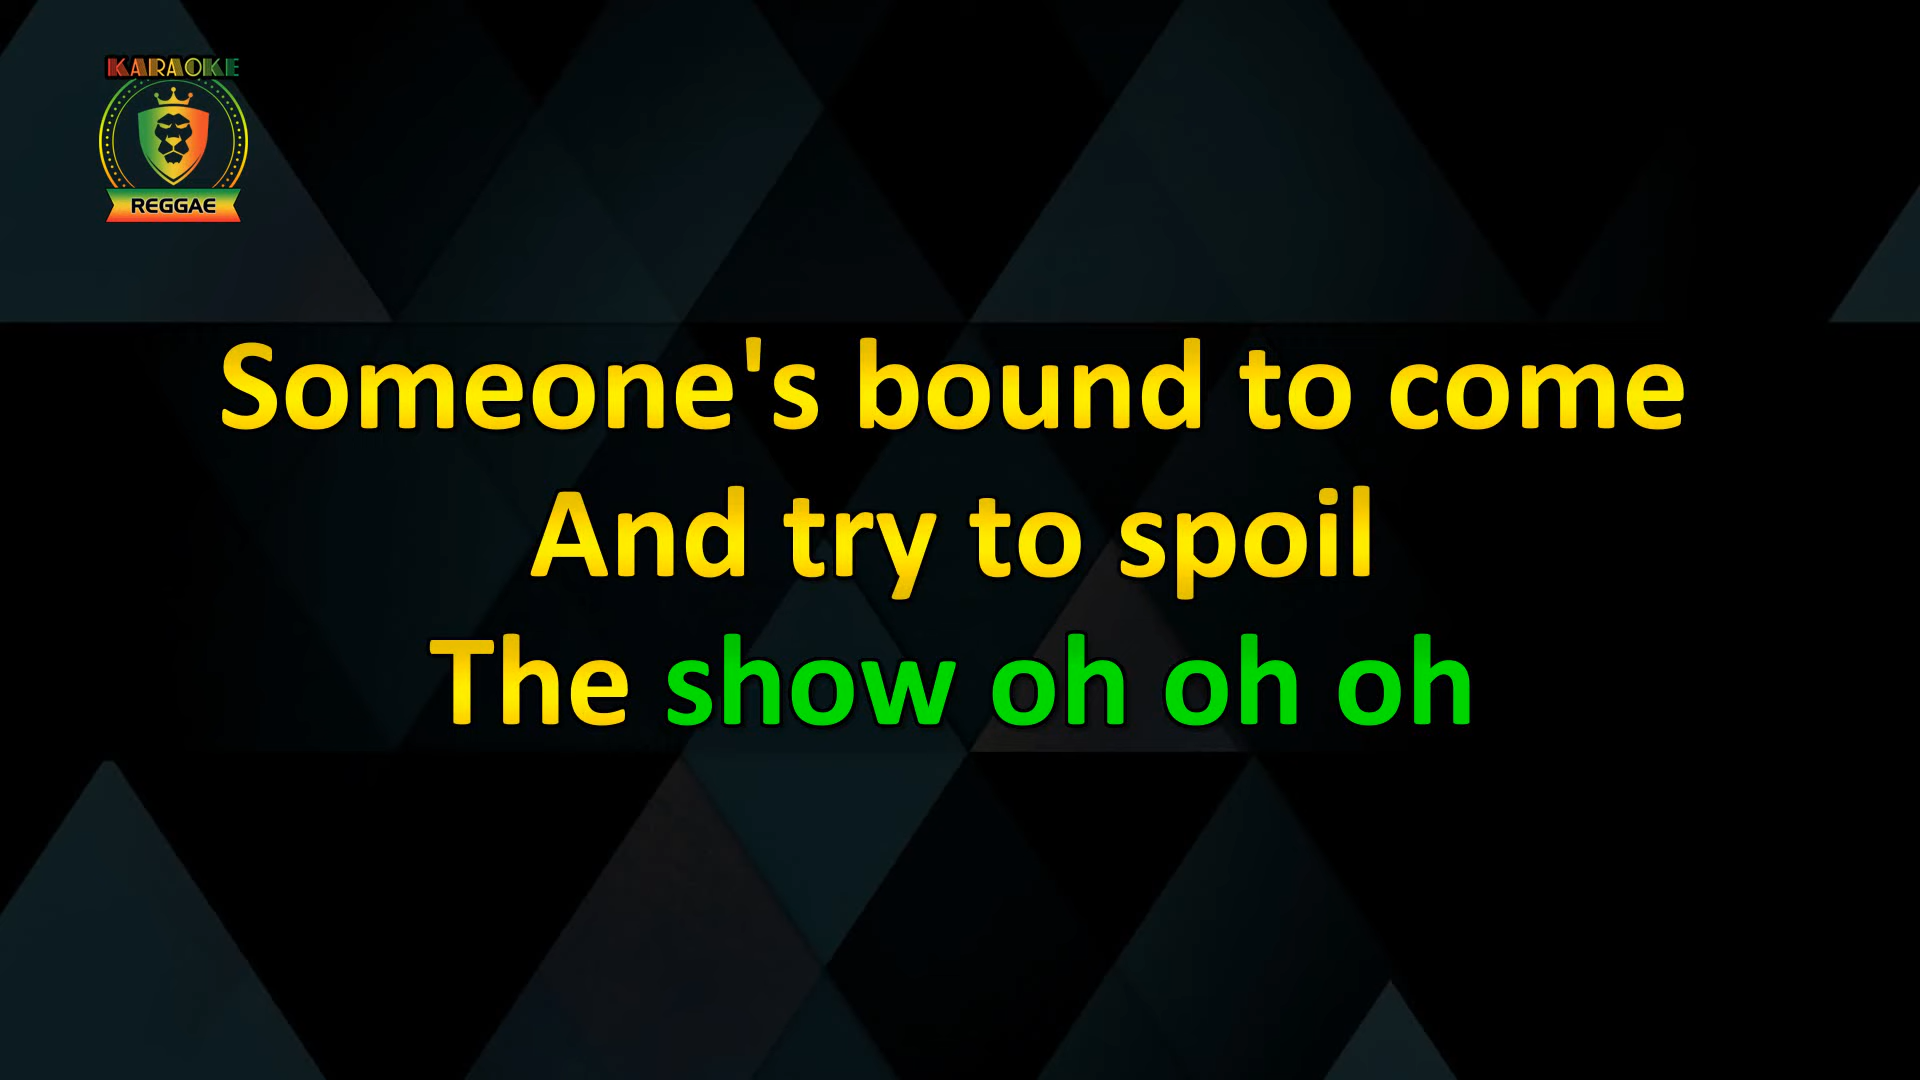 KARAOKE
REGGAE
Someone's bound to come
And try to spoil
The show oh oh oh